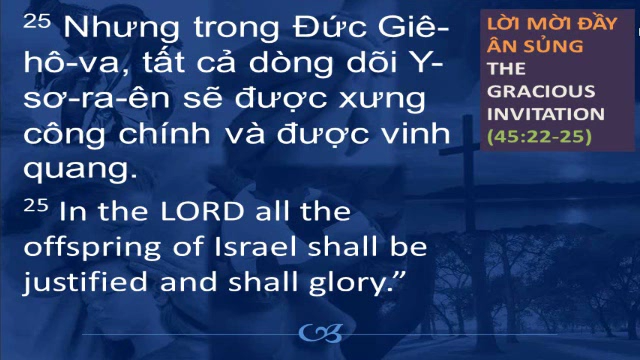 25 Nhưng trong Đức Giê-
hô-va, tất cả dòng dõi Y-
sơ-ra-ên sẽ được xưng
công chính và được vinh
quang.
25 In the LORD all the
offspring of Israel shall be
justified and shall glory.”
LỜI MỜI ĐẦY
ÂN SỦNG
THE
GRACIOUS
INVITATION
(45:22-25)